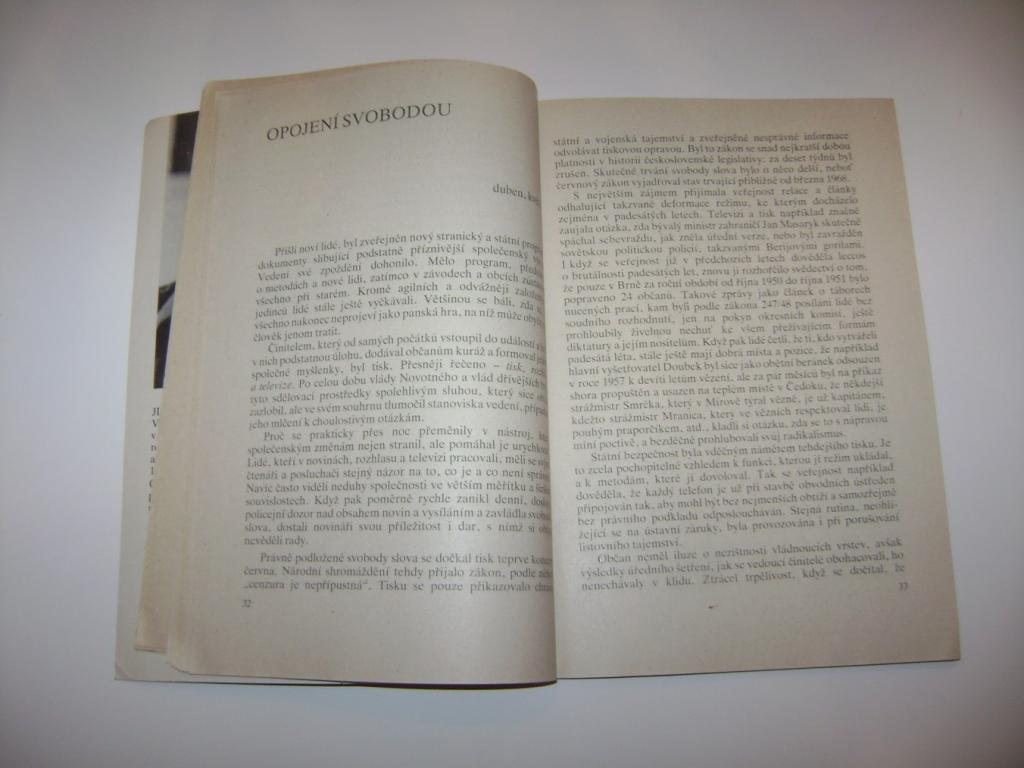 OPOJENÍ SVOBODOU
duben,
Přišli noví lidé, byl zveřejněn nový stranický a státní
dokumenty slibující podstatně příznivější společenský
Vedení své zpoždění dohonilo. Mělo program,
o metodách a nové lidi, zatímco v závodech a obcích
všechno při starém. Kromě agilních a odvážněji
jedinců lidé stále ještě vyčkávali. Většinou se báli, zda
všechno nakonec neprojeví jako panská hra, na níž může
člověk jenom tratit.
Činitelem, který od samých počátků vstoupil do událostí a
v nich podstatnou úlohu, dodával občanům kuráž a formoval
společné myšlenky, byl tisk. Přesněji řečeno – tisk,
a televize. Po celou dobu vlády Novotného a vlád dřívějších
tyto sdělovací prostředky spolehlivým sluhou, který sice
zazlobil, ale ve svém souhrnu tlumočil stanoviska vedení,
jeho mlčení k choulostivým otázkám.
Proč se prakticky přes noc přeměnily v nástroj,
společenským změnám nejen stranil, ale pomáhal je
Lidé, kteří v novinách, rozhlasu a televizi pracovali, měli se
čtenáři a posluchači stejný názor na to, co je a co není
Navíc často viděli neduhy společnosti ve větším měřítku a
souvislostech. Když pak poměrně rychle zanikl denní,
policejní dozor nad obsahem novin a vysíláním a zavládla
slova, dostali novináři svou příležitost i dar, s nímž si
nevěděli rady.
Právně podložené svobody slova se dočkal tisk teprve
června. Národní shromáždění tehdy přijalo zákon, podle
„cenzura je nepřípustná“. Tisku se pouze přikazovalo
32
státní a vojenská tajemství a zveřejněné nesprávné informace
odvolávat tiskovou opravou. Byl to zákon se snad nejkratší dobou
platnosti v historii československé legislativy: za deset týdnů byl
zrušen. Skutečné trvání svobody slova bylo o něco delší, neboť
červnový zákon vyjadřoval stav trvající přibližně od března 1968.
S největším zájmem přijímala veřejnost relace a články
odhalující takzvané deformace režimu, ke kterým docházelo
zejména v padesátých letech. Televizi a tisk například značně
zaujala otázka, zda bývalý ministr zahraničí Jan Masaryk skutečně
spáchal sebevraždu, jak zněla úřední verze, nebo byl zavražděn
sovětskou politickou policií, takzvanými Berijovými gorilami.
I když se veřejnost již v předchozích letech dověděla leccos
o brutalitě padesátých let, znovu ji rozhořčilo svědectví o tom,
že pouze v Brně za roční období od října 1950 do října 1951 bylo
popraveno 24 občanů. Takové zprávy jako článek o táborech
nucených prací, kam byli podle zákona 247/48 posíláni lidé bez
soudního rozhodnutí, jen na pokyn okresních komisí, ještě
prohloubily živelnou nechuť ke všem přežívajícím formám
diktatury a jejím nositelům. Když pak lidé četli, že ti, kdo vytvářeli
padesátá léta, stále ještě mají dobrá místa a pozice, že například
hlavní vyšetřovatel Doubek byl sice jako obětní beránek odsouzen
v roce 1957 k devíti letům vězení, ale za pár měsíců byl na příkaz
shora propuštěn a usazen na teplém místě v Čedoku, že někdejší
strážmistr Smrčka, který v Mírově týral vězně, je už kapitánem,
kdežto strážmistr Mranica, který ve vězních respektoval lidi, je
pouhým praporčíkem, atd., kladli si otázku, zda se to s nápravou
míní poctivě, a bezděčně prohlubovali svůj radikalismus.
Státní bezpečnost byla vděčným námětem tehdejšího tisku. Je
to zcela pochopitelné vzhledem k funkci, kterou jí režim ukládal,
a k metodám, které jí dovoloval. Tak se veřejnost například
dověděla, že každý telefon je už při stavbě obvodních ústředen
připojován tak, aby mohl být bez nejmenších obtíží a samozřejmě
bez právního podkladu odposloucháván. Stejná rutina, neohlí-
žející se na ústavní záruky, byla provozována i při porušování
listovního tajemství.
Občan neměl iluze o nezištnosti vládnoucích vrstev, avšak
výsledky úředního šetření, jak se vedoucí činitelé obohacovali, ho
nenechávaly v klidu. Ztrácel trpělivost, když se dočítal, že
33